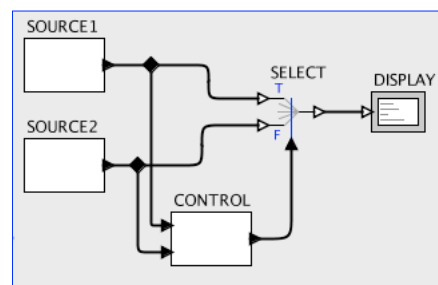 SOURCE1
SELECT
T
DISPLAY
SOURCE2
F
CONTROL